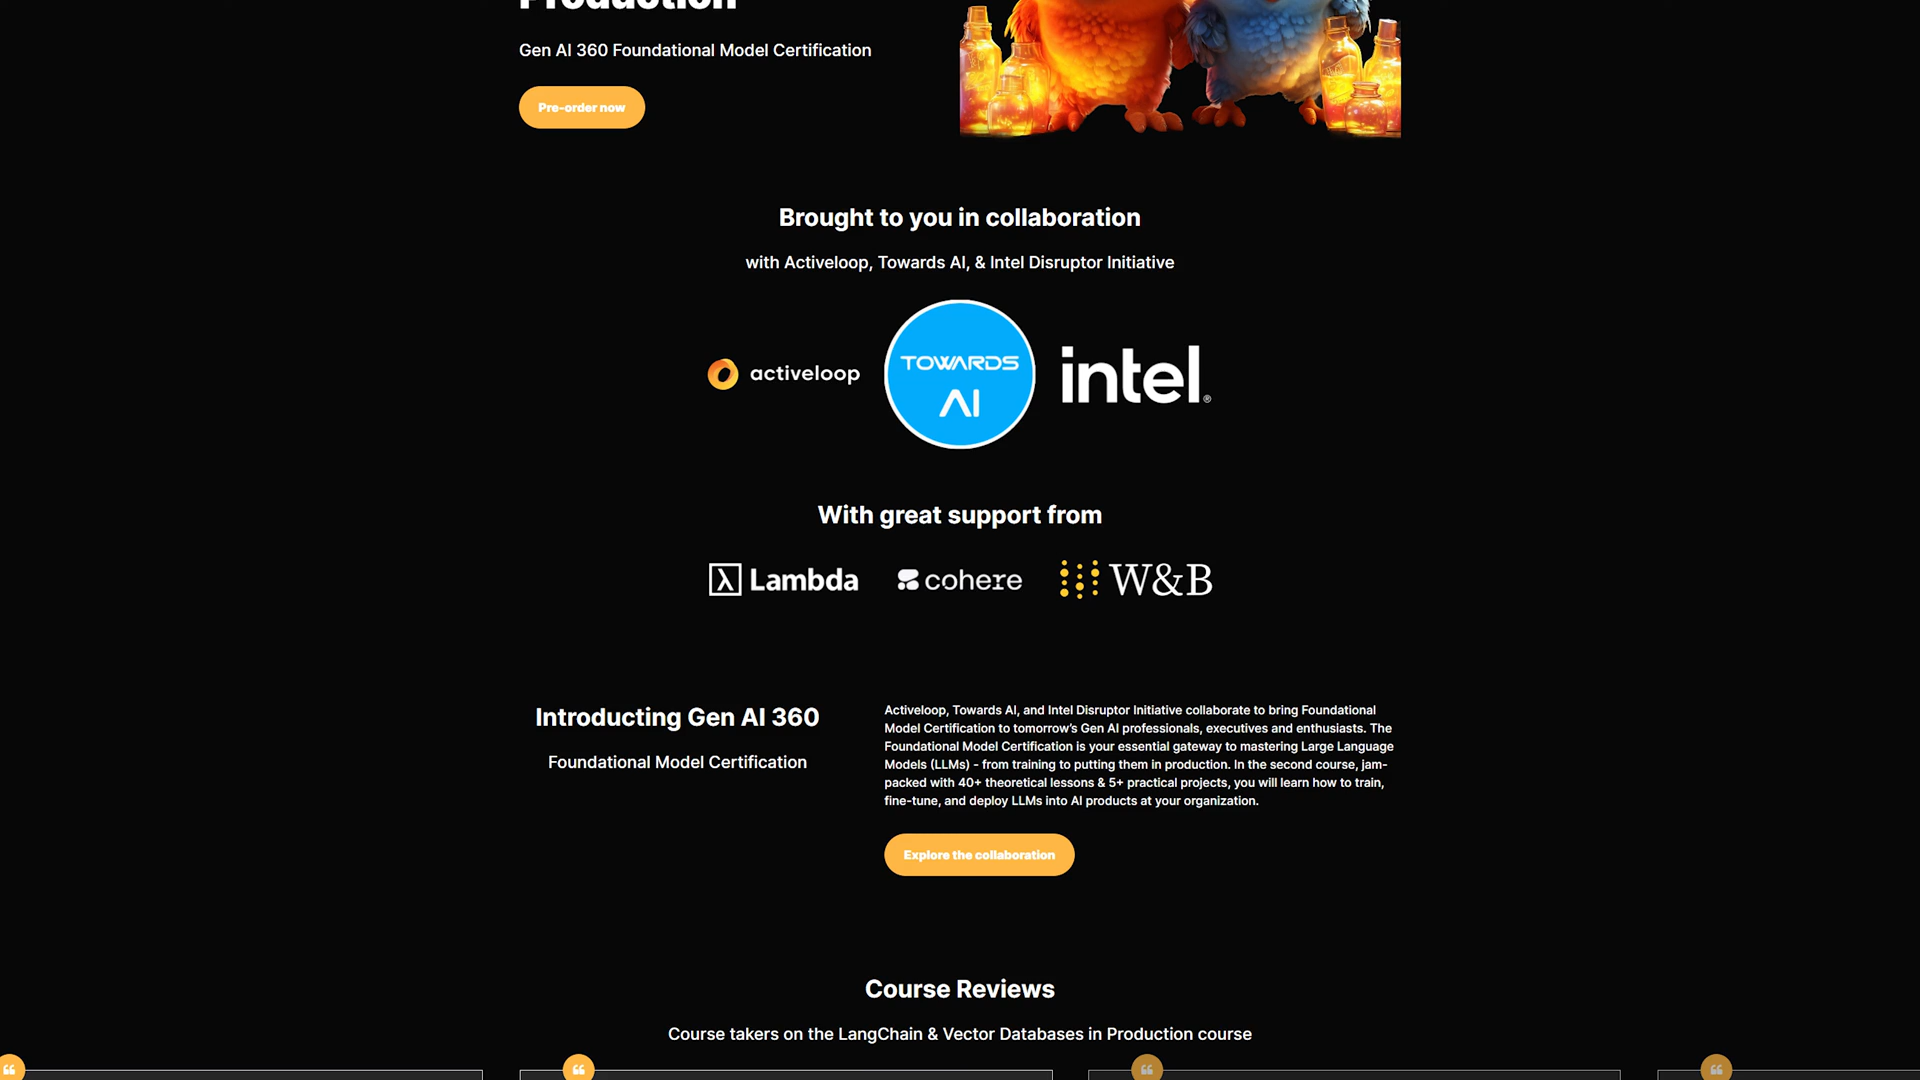 Production
Gen AI 360 Foundational Model Certification
Pre-order now
Brought to you in collaboration
with Activeloop, Towards AI, & Intel Disruptor Initiative
activeloop
TOWARDS
AI
intel®
With great support from
Lambda
cohere
W&B
Introducting Gen AI 360
Foundational Model Certification
Activeloop, Towards AI, and Intel Disruptor Initiative collaborate to bring Foundational
Model Certification to tomorrow's Gen AI professionals, executives and enthusiasts. The
Foundational Model Certification is your essential gateway to mastering Large Language
Models (LLMs) - from training to putting them in production. In the second course, jam-
packed with 40+ theoretical lessons & 5+ practical projects, you will learn how to train,
fine-tune, and deploy LLMs into AI products at your organization.
Explore the collaboration
Course Reviews
Course takers on the LangChain & Vector Databases in Production course